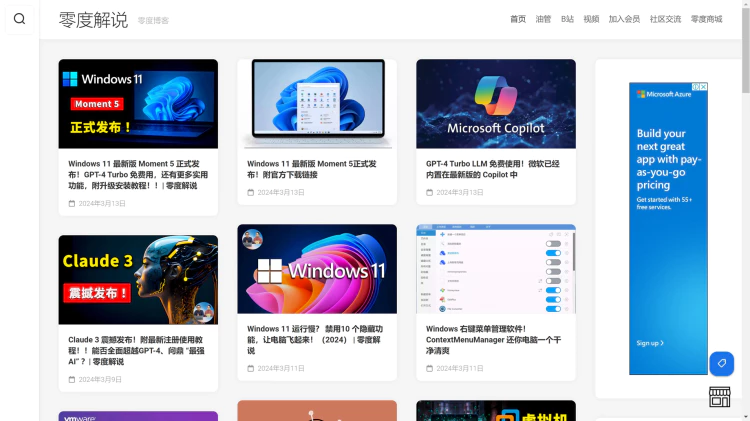 零度解说
零度博客
首页 油管 B站 视频 加入会员 社区交流 零度商城
Windows 11
Moment 5
正式发布！
Windows 11 最新版 Moment 5 正式发
布！GPT-4 Turbo 免费用，还有更多实用
功能，附升级安装教程！！| 零度解说
2024年3月13日
Windows 11 最新版 Moment 5正式发
布！附官方下载链接
2024年3月13日
Microsoft Copilot
GPT-4 Turbo LLM 免费使用！微软已经
内置在最新版的 Copilot 中
2024年3月13日
Microsoft Azure
Build your
next great
app with pay-
as-you-go
pricing
Get started with 55+
free services.
Sign up
Claude 3
震撼发布！
Claude 3 震撼发布！附最新注册使用教
程！！能否全面超越GPT-4、问鼎 “最强
AI” ？| 零度解说
2024年3月9日
Windows 11
Windows 11 运行慢？ 禁用10 个隐藏功
能，让电脑飞起来！（2024） | 零度解
说
2024年3月11日
Windows 右键菜单管理软件！
ContextMenuManager 还你电脑一个干
净清爽
2024年3月11日
vmware
虚拟机